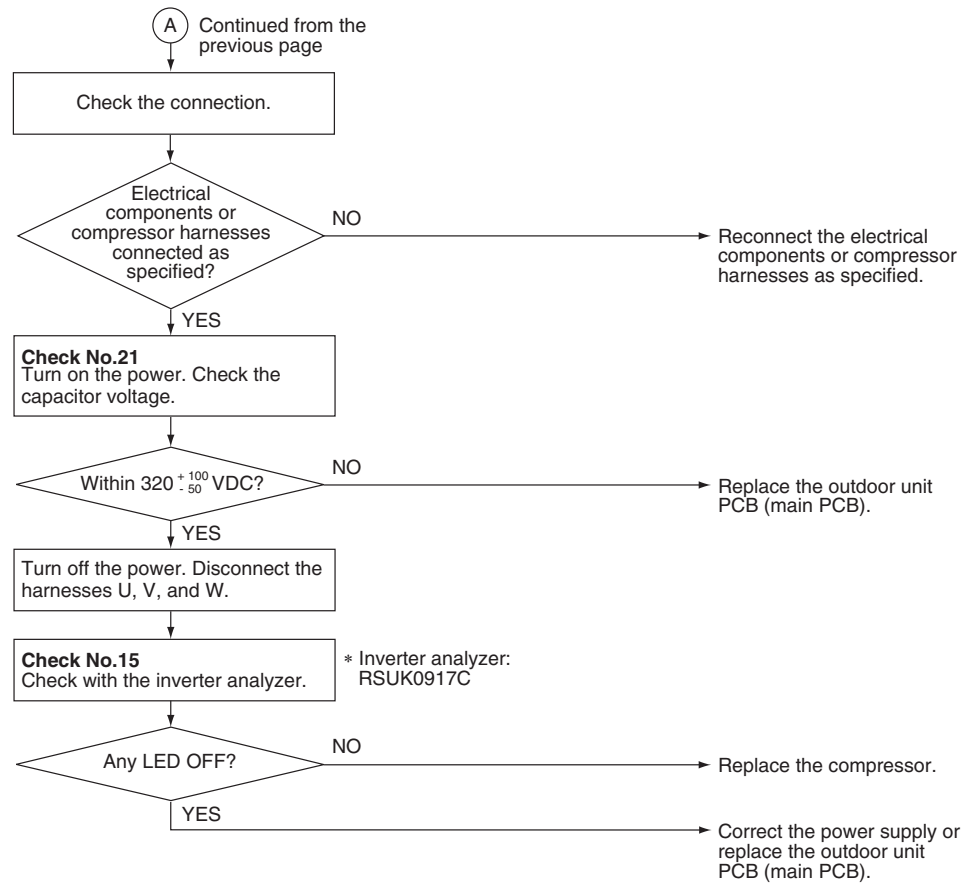 A
Continued from the
previous page
Check the connection.
Electrical
components or
compressor harnesses
connected as
specified?
NO
Reconnect the electrical
components or compressor
harnesses as specified.
YES
Check No.21
Turn on the power. Check the
capacitor voltage.
Within 320 + 100 - 50 VDC?
NO
Replace the outdoor unit
PCB (main PCB).
YES
Turn off the power. Disconnect the
harnesses U, V, and W.
Check No.15
Check with the inverter analyzer.
* Inverter analyzer:
RSUK0917C
Any LED OFF?
NO
Replace the compressor.
YES
Correct the power supply or
replace the outdoor unit
PCB (main PCB).